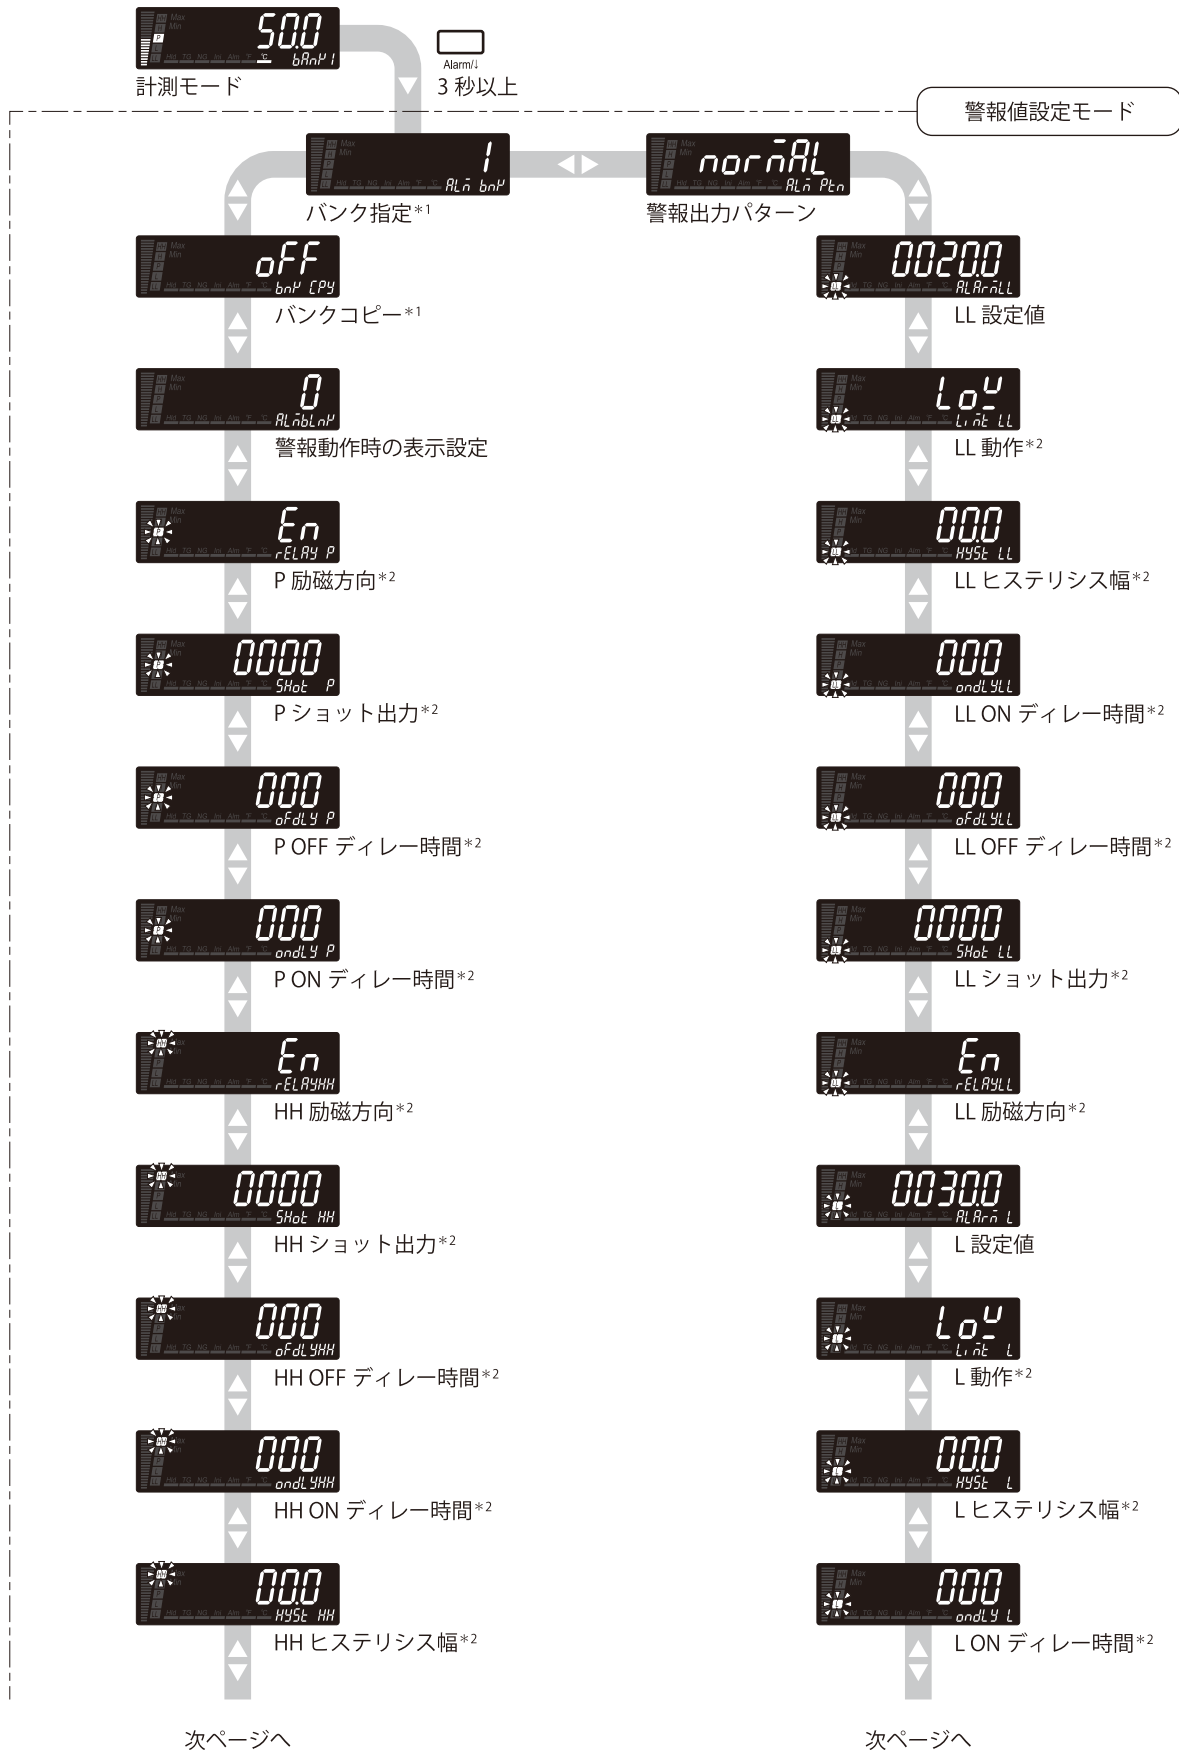 50.0
bAnK1
計測モード
Alarm/↓
3 秒以上
警報値設定モード
1
ALm bnK
バンク指定*1
normAL
ALm Ptn
警報出力パターン
oFF
bnK CPy
バンクコピー*1
0
ALmbLnK
警報動作時の表示設定
En
rELAy P
P 励磁方向*2
0000
SHot P
P ショット出力*2
000
oFdLy P
P OFF ディレー時間*2
000
ondLy P
P ON ディレー時間*2
En
rELAyHH
HH 励磁方向*2
0000
SHot HH
HH ショット出力*2
000
oFdLyHH
HH OFF ディレー時間*2
000
ondLyHH
HH ON ディレー時間*2
00.0
HySt HH
HH ヒステリシス幅*2
次ページへ
0020.0
ALArmLL
LL 設定値
Low
Limt LL
LL 動作*2
00.0
HySt LL
LL ヒステリシス幅*2
000
ondLyLL
LL ON ディレー時間*2
000
oFdLyLL
LL OFF ディレー時間*2
0000
SHot LL
LL ショット出力*2
En
rELAyLL
LL 励磁方向*2
0030.0
ALArm L
L 設定値
Low
Limt L
L 動作*2
00.0
HySt L
L ヒステリシス幅*2
000
ondLy L
L ON ディレー時間*2
次ページへ